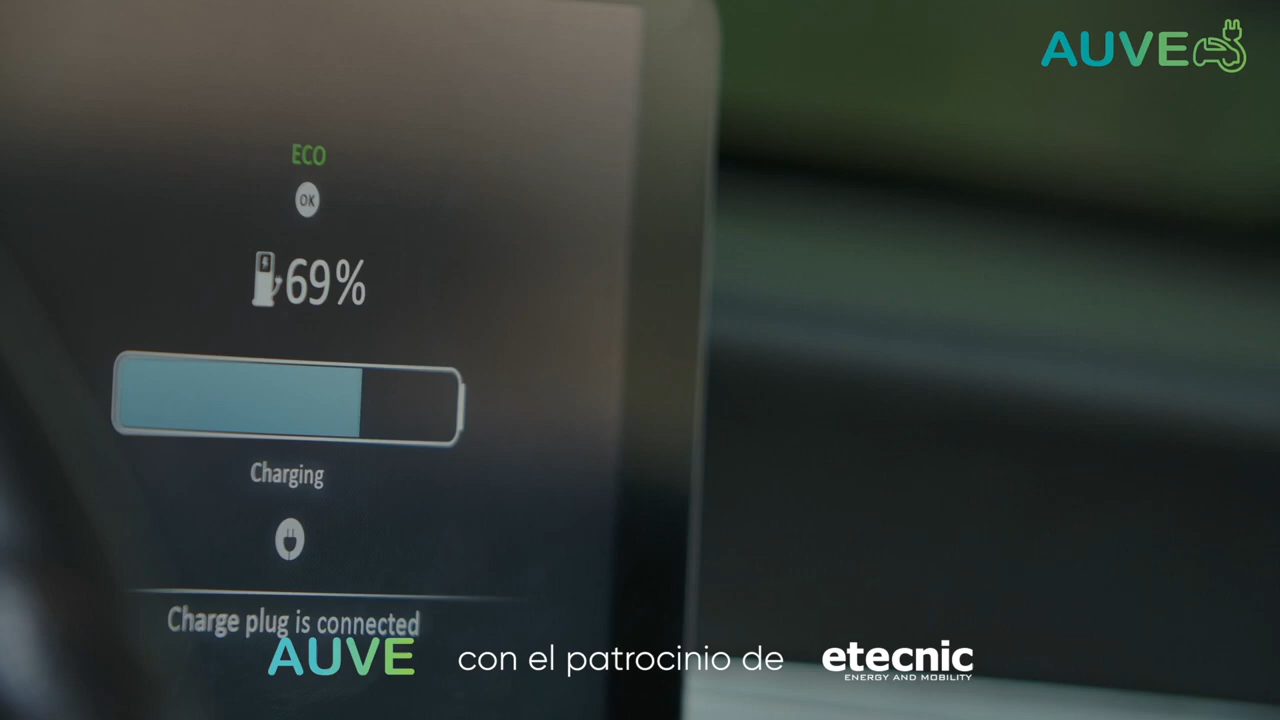 AUVE
ECO
OK
69%
Charging
Charge plug is connected
AUVE con el patrocinio de etecnic
ENERGY AND MOBILITY